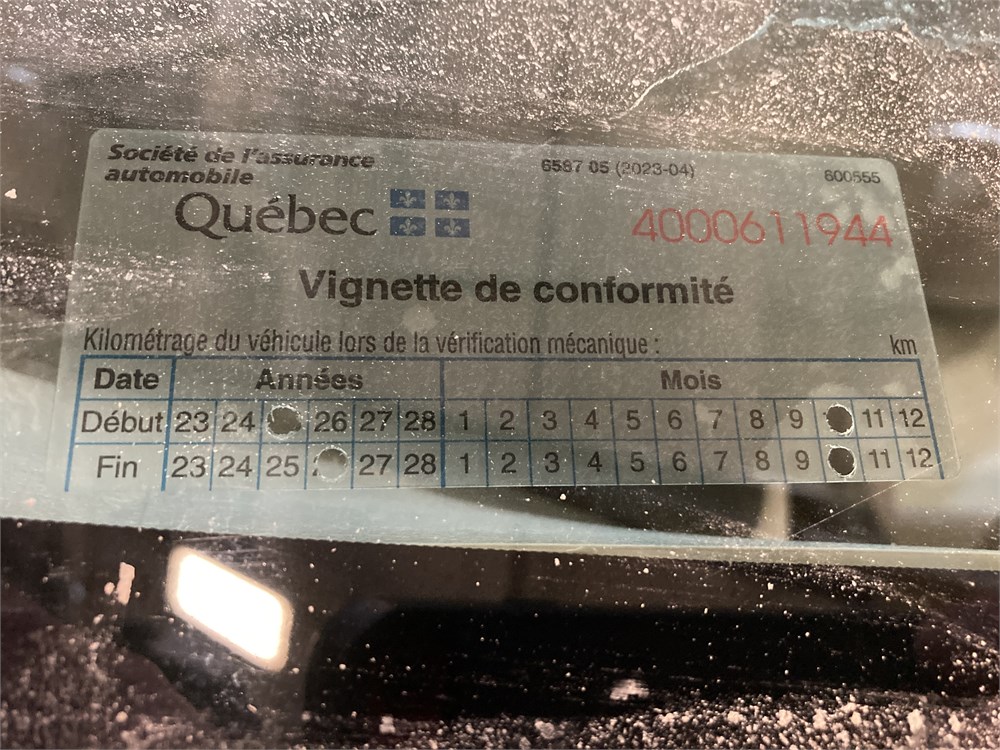 Société de l'assurance
automobile
Québec
6587 05 (2023-04)
600555
4000611944
Vignette de conformité
Kilométrage du véhicule lors de la vérification mécanique : km
Date Années Mois
Début 23 24 26 27 28 1 2 3 4 5 6 7 8 9 11 12
Fin 23 24 25 27 28 1 2 3 4 5 6 7 8 9 11 12